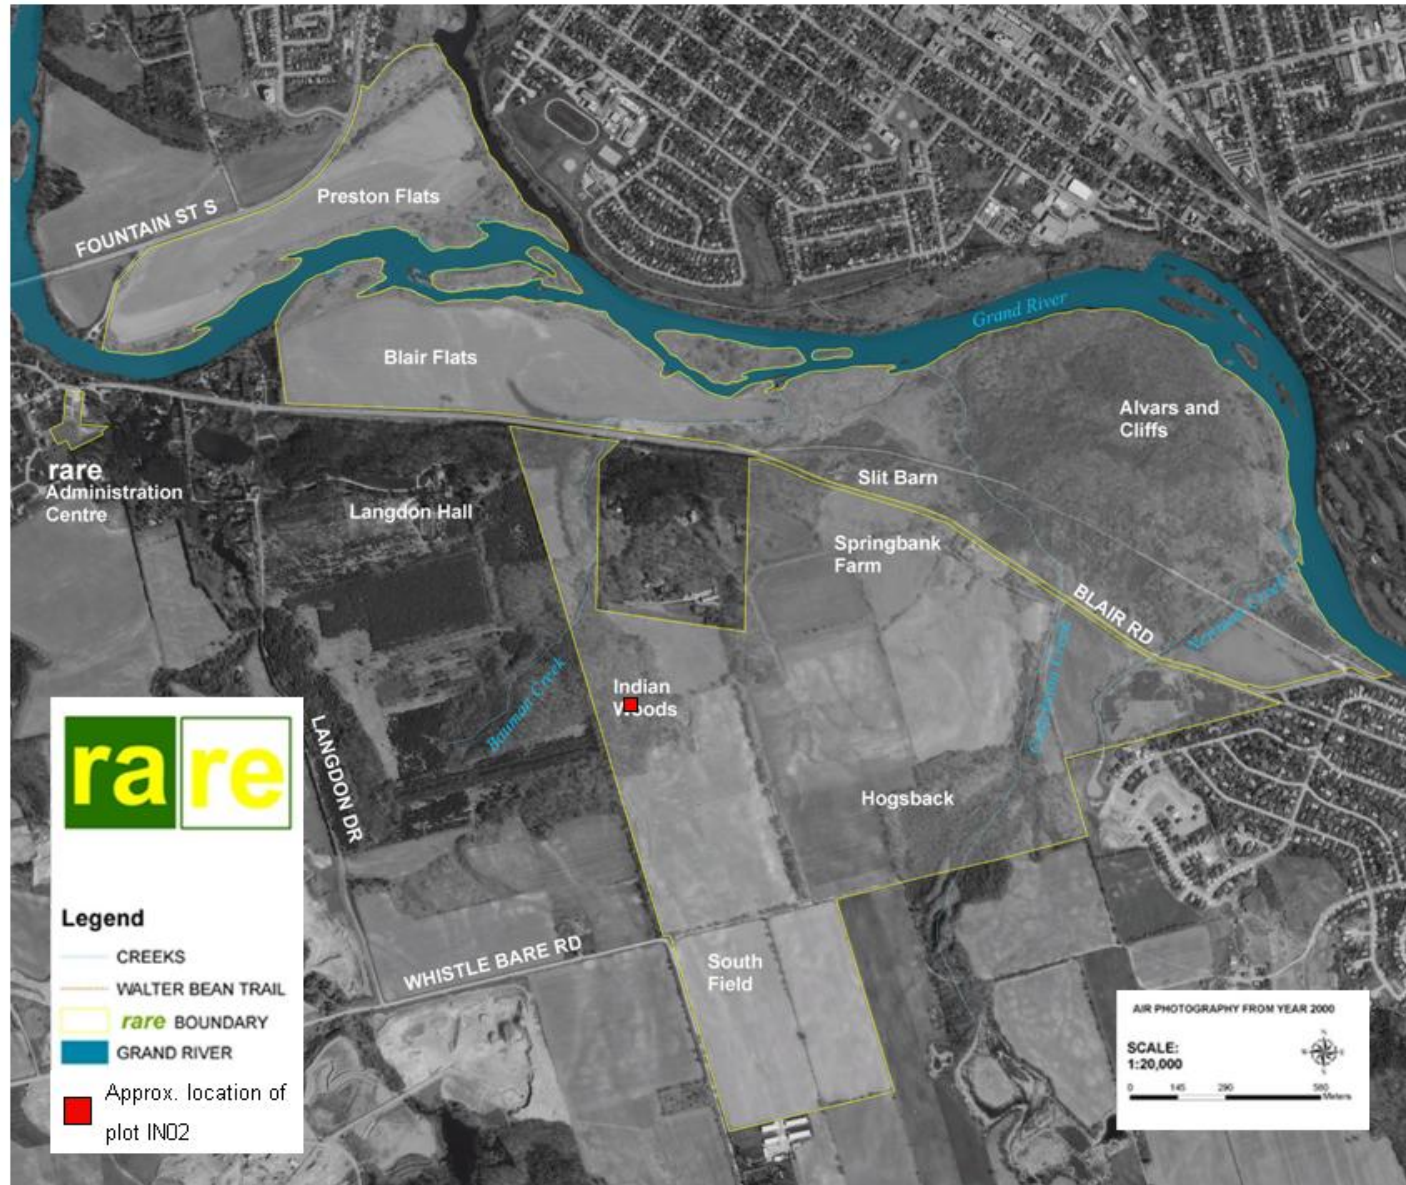 Preston Flats
FOUNTAIN ST S
Grand River
Blair Flats
Alvars and
Cliffs
rare
Administration
Centre
Slit Barn
Langdon Hall
Springbank
Farm
BLAIR RD
Indian
Woods
Bauman Creek
LANGDON DR
Hogsback
WHISTLE BARE RD
South
Field
rare
Legend
CREEKS
WALTER BEAN TRAIL
rare BOUNDARY
GRAND RIVER
Approx. location of
plot IN02
AIR PHOTOGRAPHY FROM YEAR 2000
SCALE:
1:20,000
0 145 290 580
Meters